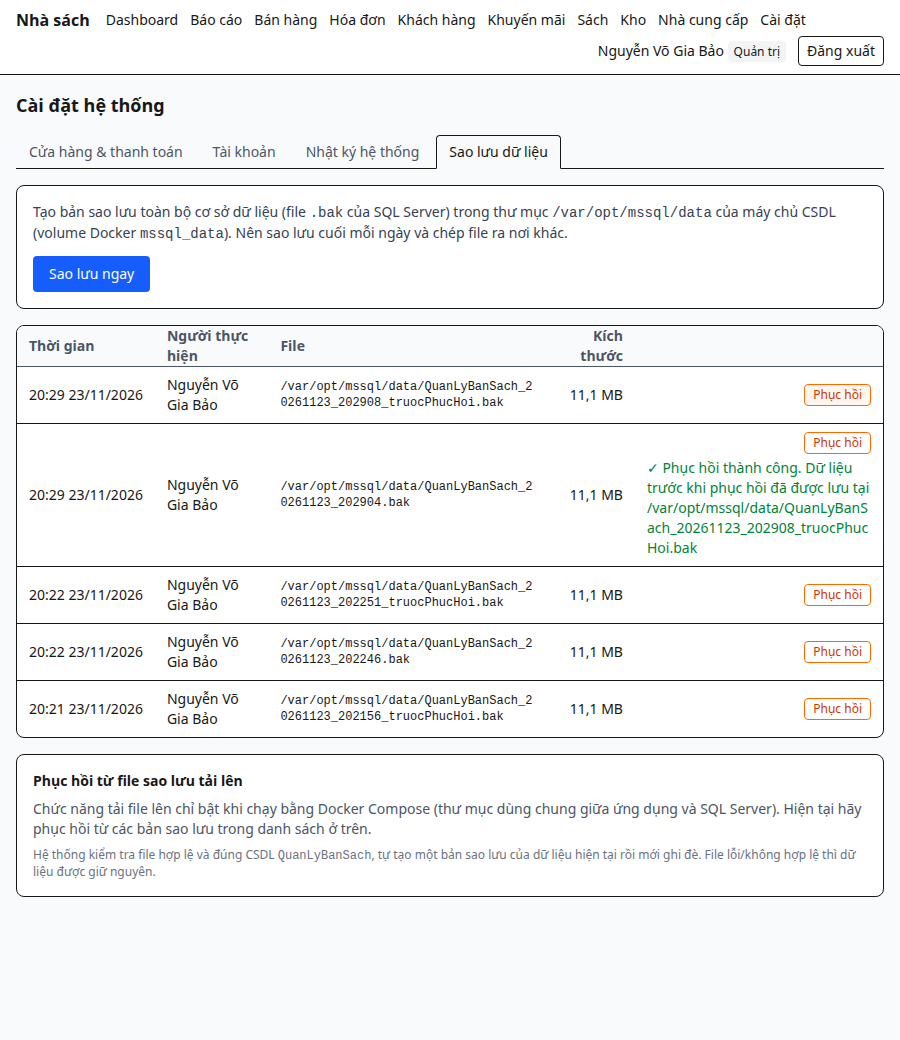 Nhà sách Dashboard Báo cáo Bán hàng Hóa đơn Khách hàng Khuyến mãi Sách Kho Nhà cung cấp Cài đặt
Nguyễn Võ Gia Bảo Quản trị Đăng xuất
Cài đặt hệ thống
Cửa hàng & thanh toán Tài khoản Nhật ký hệ thống Sao lưu dữ liệu
Tạo bản sao lưu toàn bộ cơ sở dữ liệu (file .bak của SQL Server) trong thư mục /var/opt/mssql/data của máy chủ CSDL
(volume Docker mssql_data). Nên sao lưu cuối mỗi ngày và chép file ra nơi khác.
Sao lưu ngay
Thời gian Người thực hiện File Kích thước
20:29 23/11/2026 Nguyễn Võ Gia Bảo /var/opt/mssql/data/QuanLyBanSach_20261123_202908_truocPhucHoi.bak 11,1 MB Phục hồi
20:29 23/11/2026 Nguyễn Võ Gia Bảo /var/opt/mssql/data/QuanLyBanSach_20261123_202904.bak 11,1 MB Phục hồi
✓ Phục hồi thành công. Dữ liệu
trước khi phục hồi đã được lưu tại
/var/opt/mssql/data/QuanLyBanS
ach_20261123_202908_truocPhuc
Hoi.bak
20:22 23/11/2026 Nguyễn Võ Gia Bảo /var/opt/mssql/data/QuanLyBanSach_20261123_202251_truocPhucHoi.bak 11,1 MB Phục hồi
20:22 23/11/2026 Nguyễn Võ Gia Bảo /var/opt/mssql/data/QuanLyBanSach_20261123_202246.bak 11,1 MB Phục hồi
20:21 23/11/2026 Nguyễn Võ Gia Bảo /var/opt/mssql/data/QuanLyBanSach_20261123_202156_truocPhucHoi.bak 11,1 MB Phục hồi
Phục hồi từ file sao lưu tải lên
Chức năng tải file lên chỉ bật khi chạy bằng Docker Compose (thư mục dùng chung giữa ứng dụng và SQL Server). Hiện tại hãy
phục hồi từ các bản sao lưu trong danh sách ở trên.
Hệ thống kiểm tra file hợp lệ và đúng CSDL QuanLyBanSach, tự tạo một bản sao lưu của dữ liệu hiện tại rồi mới ghi đè. File lỗi/không hợp lệ thì dữ
liệu được giữ nguyên.